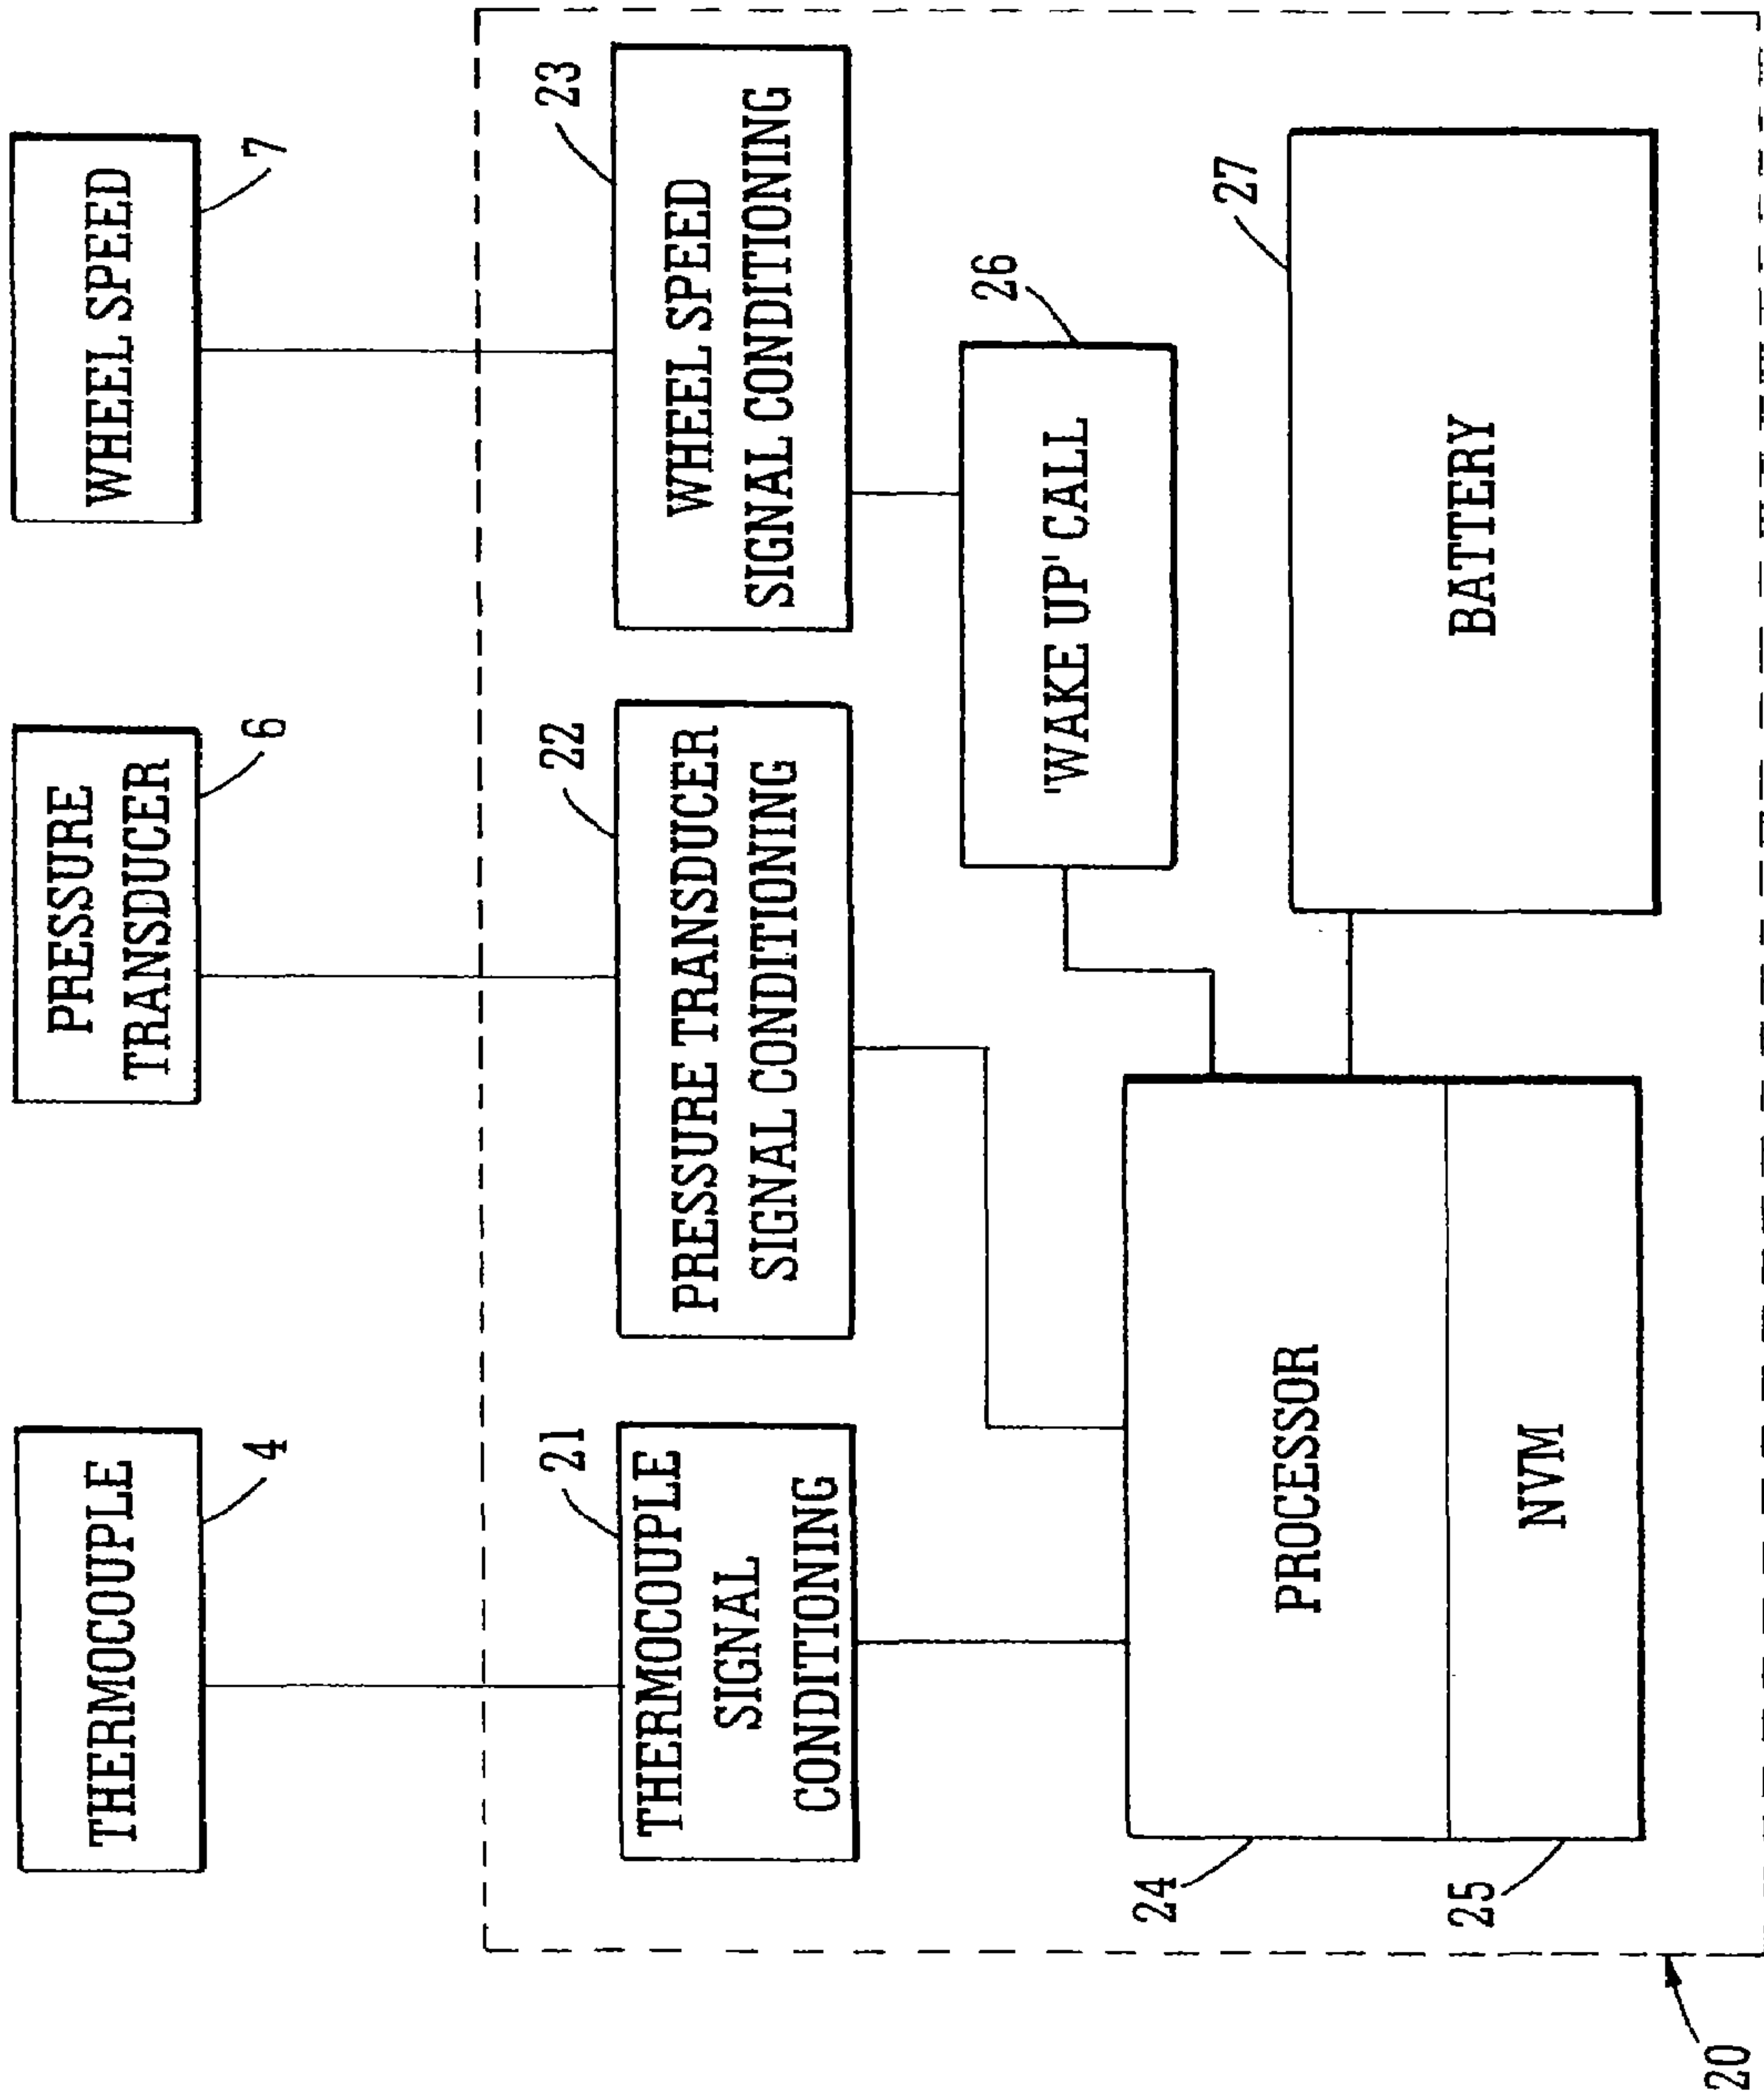 THERMOCOUPLE
4
PRESSURE
TRANSDUCER
6
WHEEL SPEED
7
21
THERMOCOUPLE
SIGNAL
CONDITIONING
22
PRESSURE TRANSDUCER
SIGNAL CONDITIONING
23
WHEEL SPEED
SIGNAL CONDITIONING
'WAKE UP' CALL
26
24
PROCESSOR
25
NVM
27
BATTERY
20